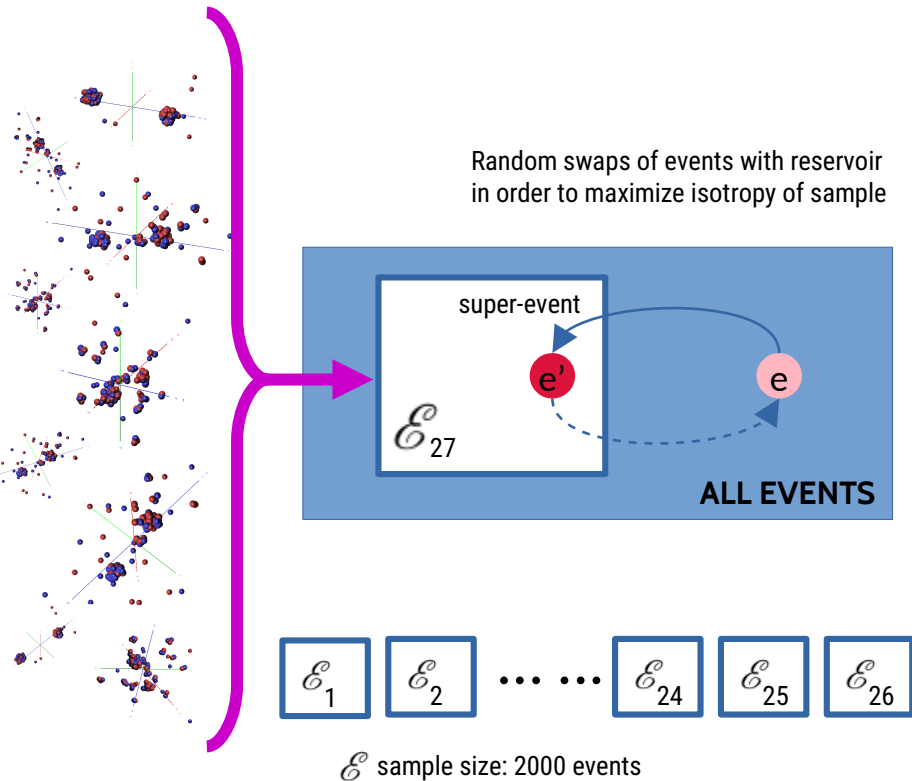 Random swaps of events with reservoir
in order to maximize isotropy of sample
super-event
e’
e
ℰ27
ALL EVENTS
ℰ1
ℰ2
... ...
ℰ24
ℰ25
ℰ26
ℰ sample size: 2000 events